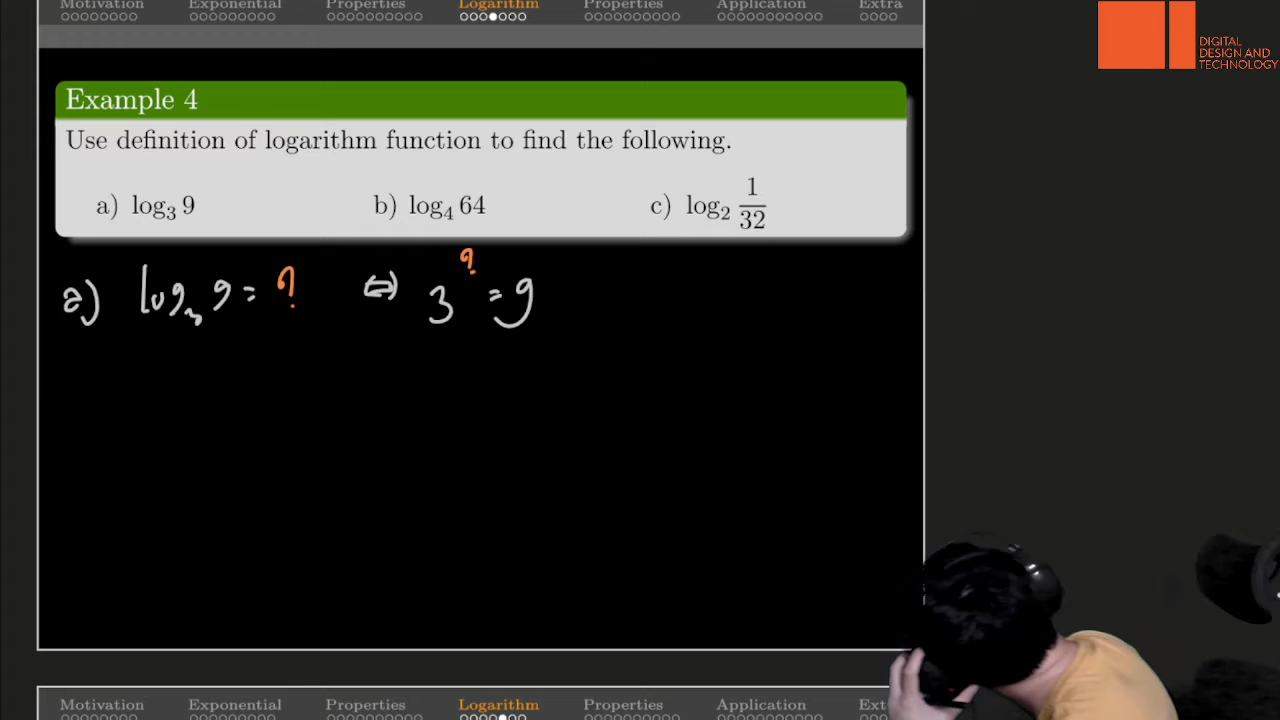 Motivation Exponential Properties Logarithm Properties Application Extra
DIGITAL
DESIGN AND
TECHNOLOGY
Example 4
Use definition of logarithm function to find the following.
a) log₃ 9 b) log₄ 64 c) log₂ 1/32
a) log₃ 9 = ? ⇔ 3^? = 9
Motivation Exponential Properties Logarithm Properties Application Ext